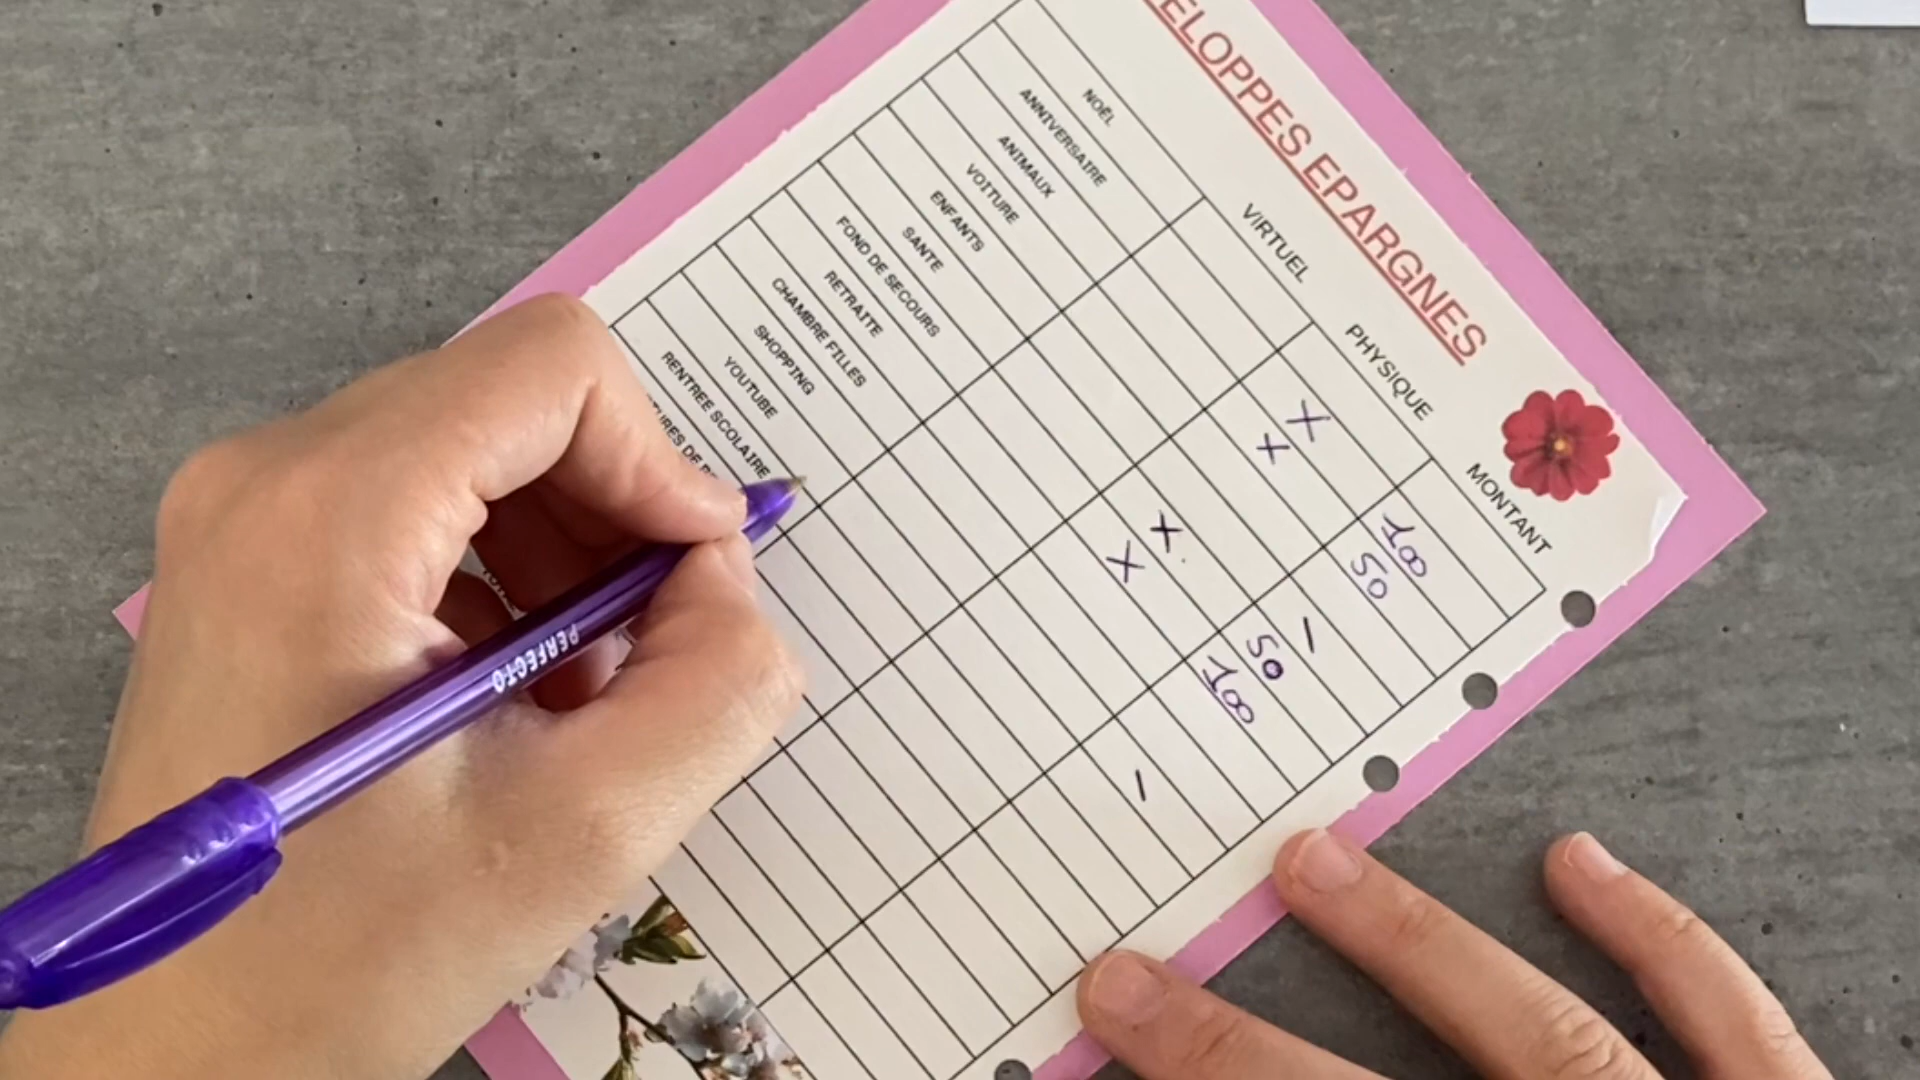 ELOPPES EPARGNES
VIRTUEL PHYSIQUE MONTANT
NOËL
ANNIVERSAIRE X 100
ANIMAUX X 50
VOITURE
ENFANTS -
SANTE X 50
FOND DE SECOURS X 100
RETRAITE
CHAMBRE FILLES
SHOPPING -
YOUTUBE
RENTREE SCOLAIRE
DE
PERFECTO